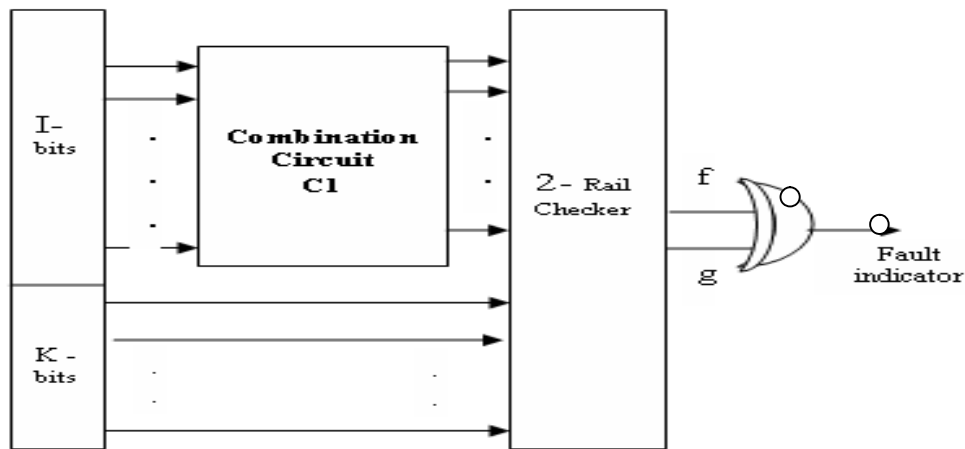 I-
bits
Combination
Circuit
C1
2- Rail
Checker
f
g
Fault
indicator
K -
bits